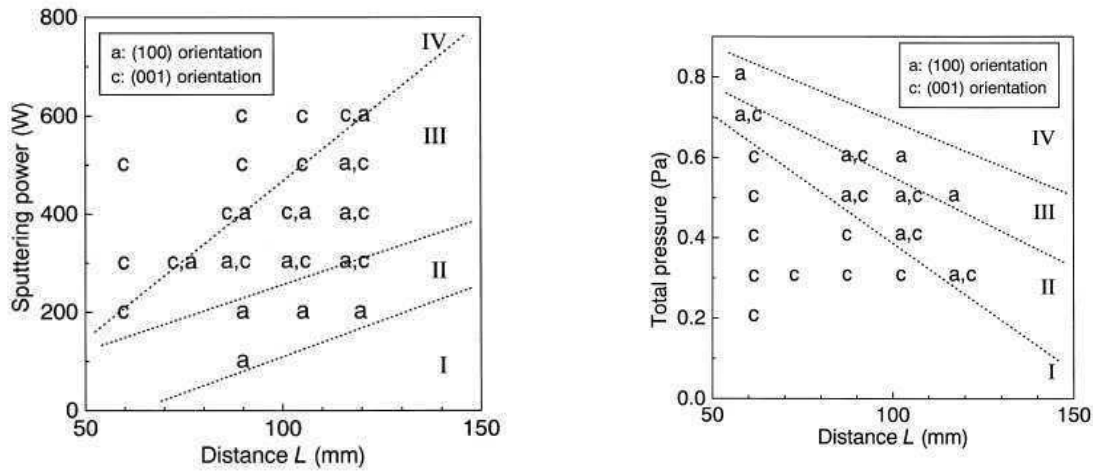 800
IV
a: (100) orientation
c: (001) orientation
600
c c c,a
III
c c c a,c
400
c,a c,a a,c
c c,a a,c c,a a,c
II
200
c a a a
a
I
0
50 100 150
Sputtering power (W)
Distance L (mm)
a: (100) orientation
c: (001) orientation
0.8
a
a,c
IV
0.6
c a,c a
c a,c a,c a
III
0.4
c c a,c
c c c c a,c
II
0.2
c
I
0.0
50 100 150
Total pressure (Pa)
Distance L (mm)